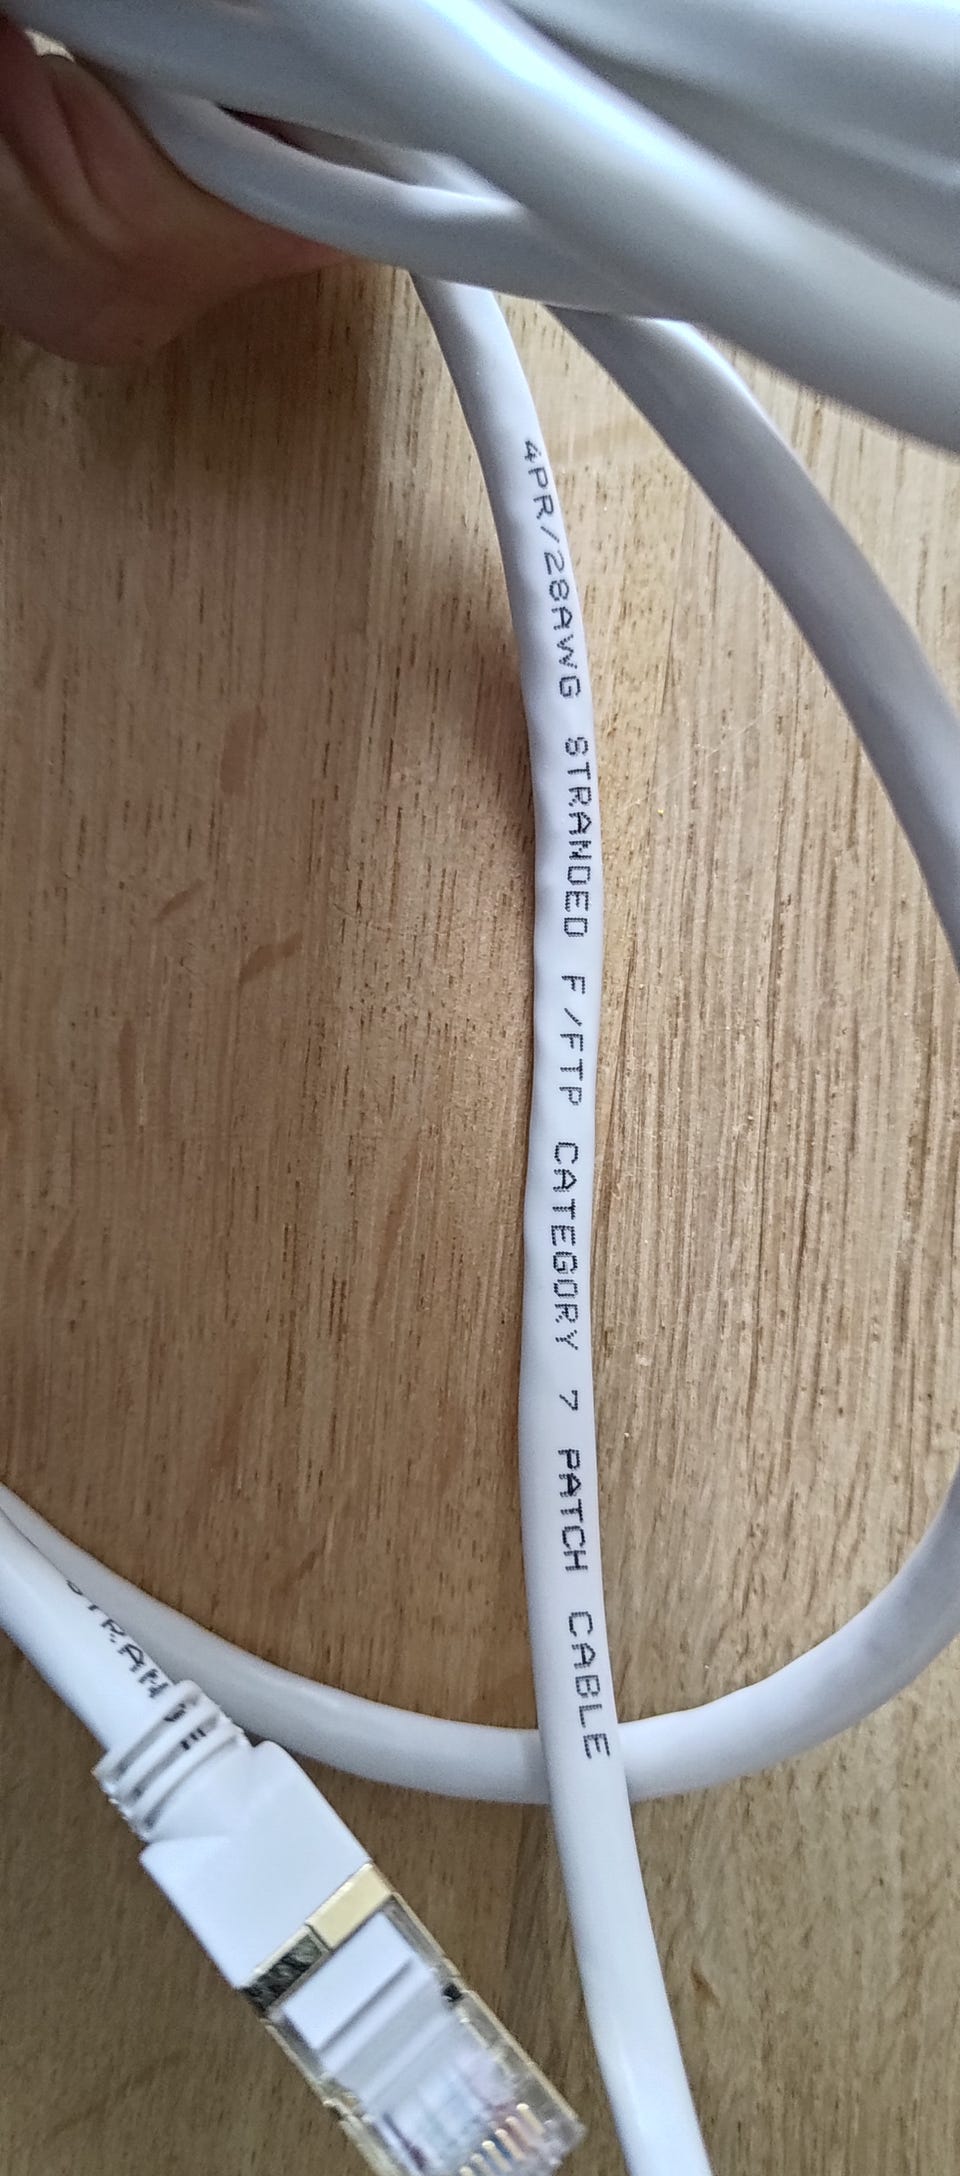 4PR/28AWG STRANDED F/FTP CATEGORY 7 PATCH CABLE